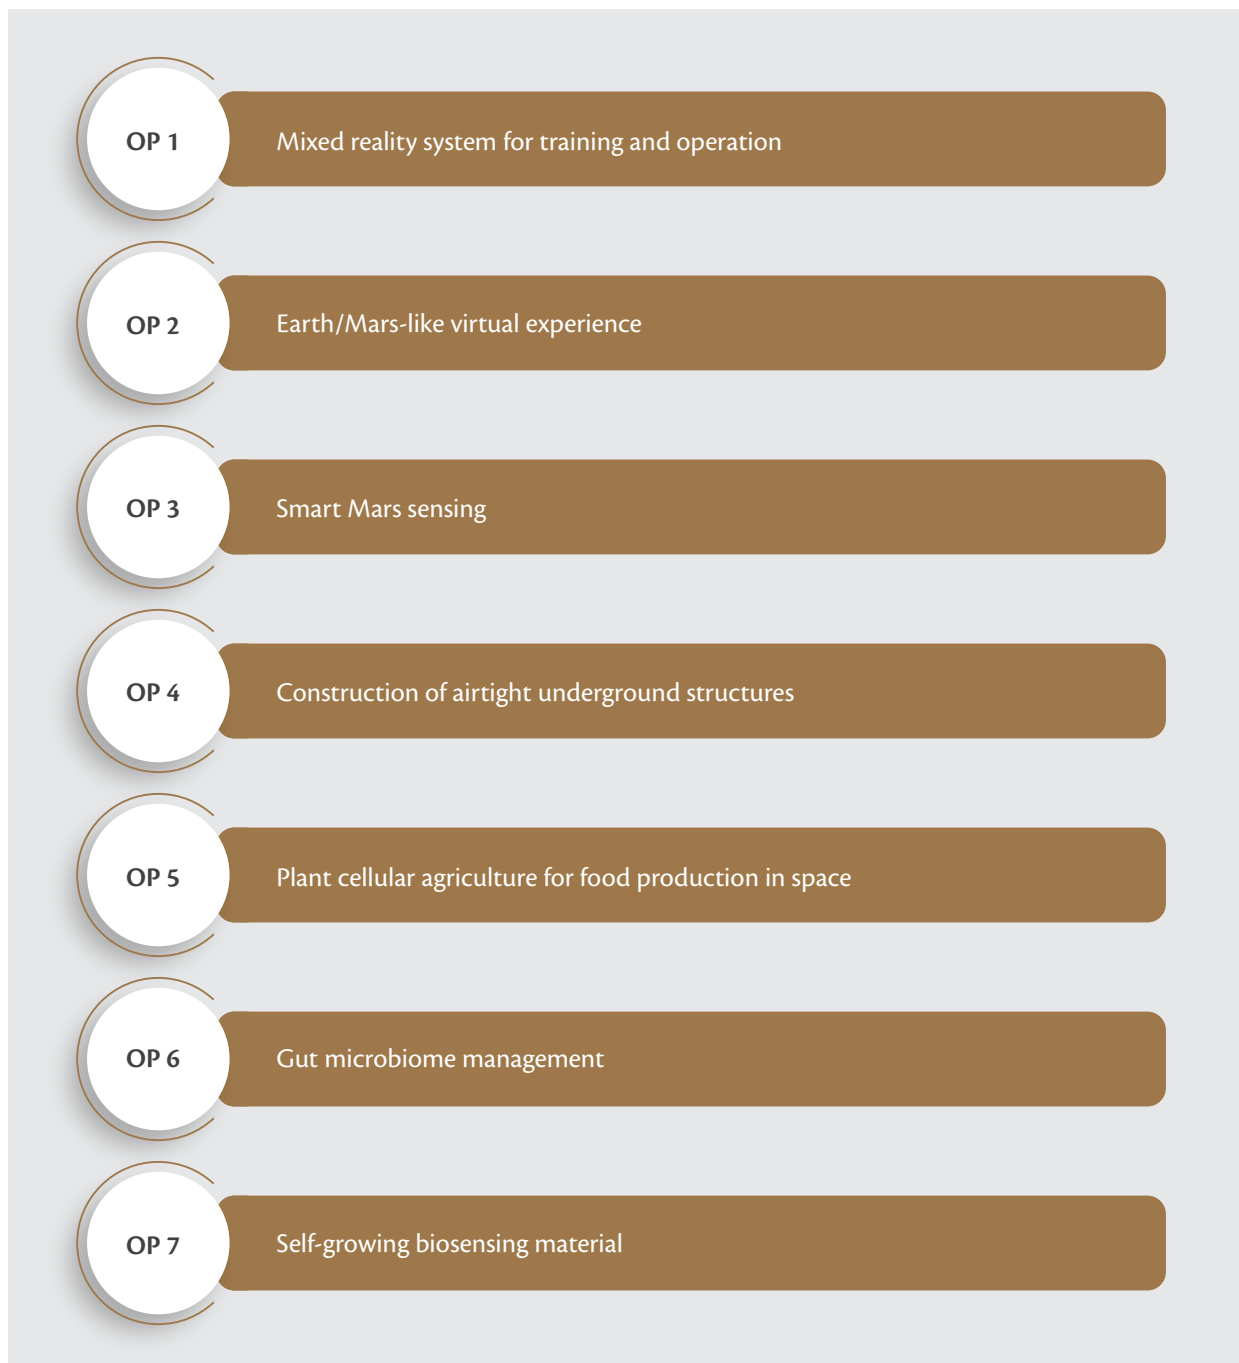 OP 1
Mixed reality system for training and operation
OP 2
Earth/Mars-like virtual experience
OP 3
Smart Mars sensing
OP 4
Construction of airtight underground structures
OP 5
Plant cellular agriculture for food production in space
OP 6
Gut microbiome management
OP 7
Self-growing biosensing material